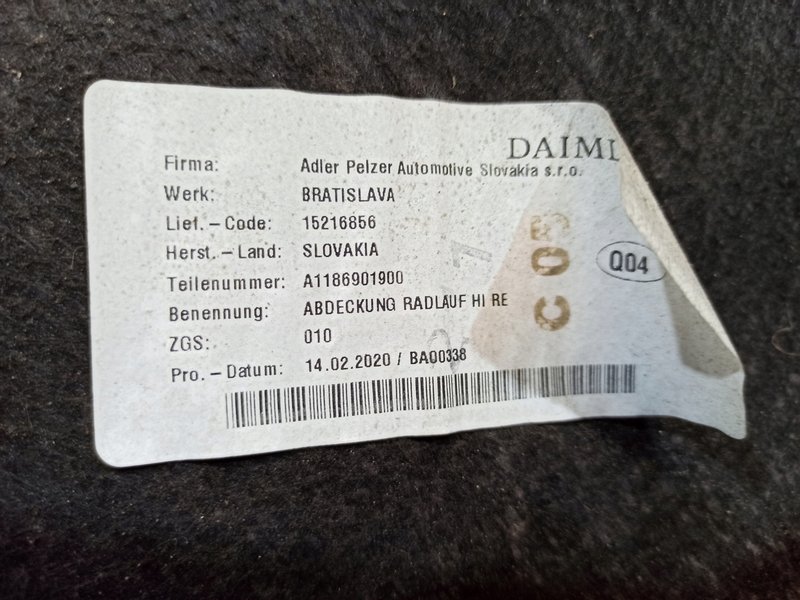 DAIML
Firma: Adler Pelzer Automotive Slovakia s.r.o.
Werk: BRATISLAVA
Lief.-Code: 15216856
Herst.-Land: SLOVAKIA
Teilenummer: A1186901900
Benennung: ABDECKUNG RADLAUF HI RE
ZGS: 010
Pro.-Datum: 14.02.2020 / BA00338
C 05
Q04